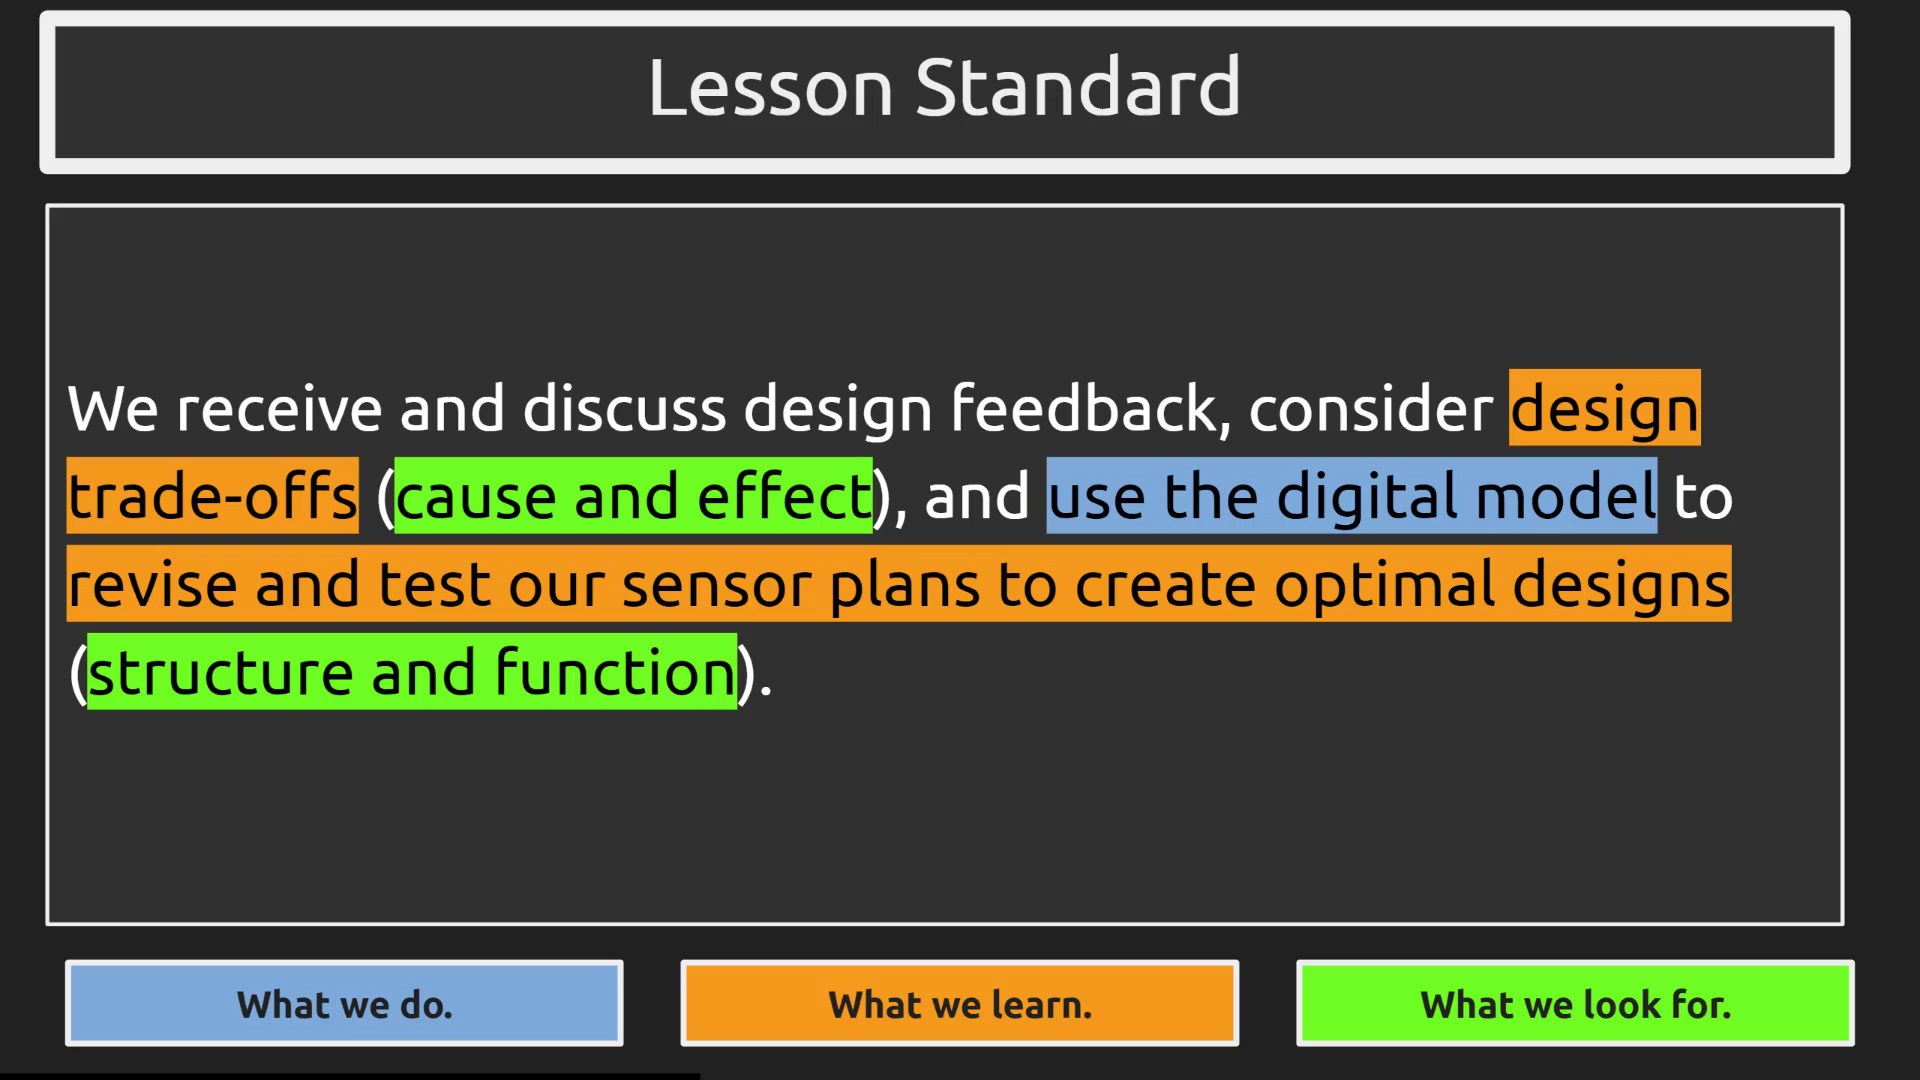 Lesson Standard
We receive and discuss design feedback, consider design
trade-offs (cause and effect), and use the digital model to
revise and test our sensor plans to create optimal designs
(structure and function).
What we do.
What we learn.
What we look for.